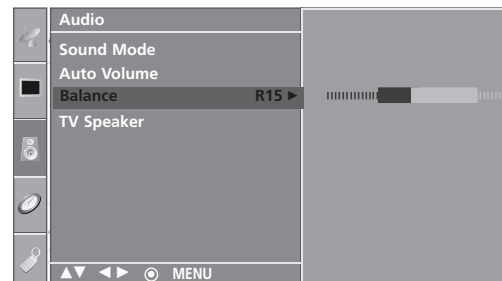 Audio
Sound Mode
Auto Volume
Balance R15 ►
TV Speaker
▲▼ ◄► ⦿ MENU